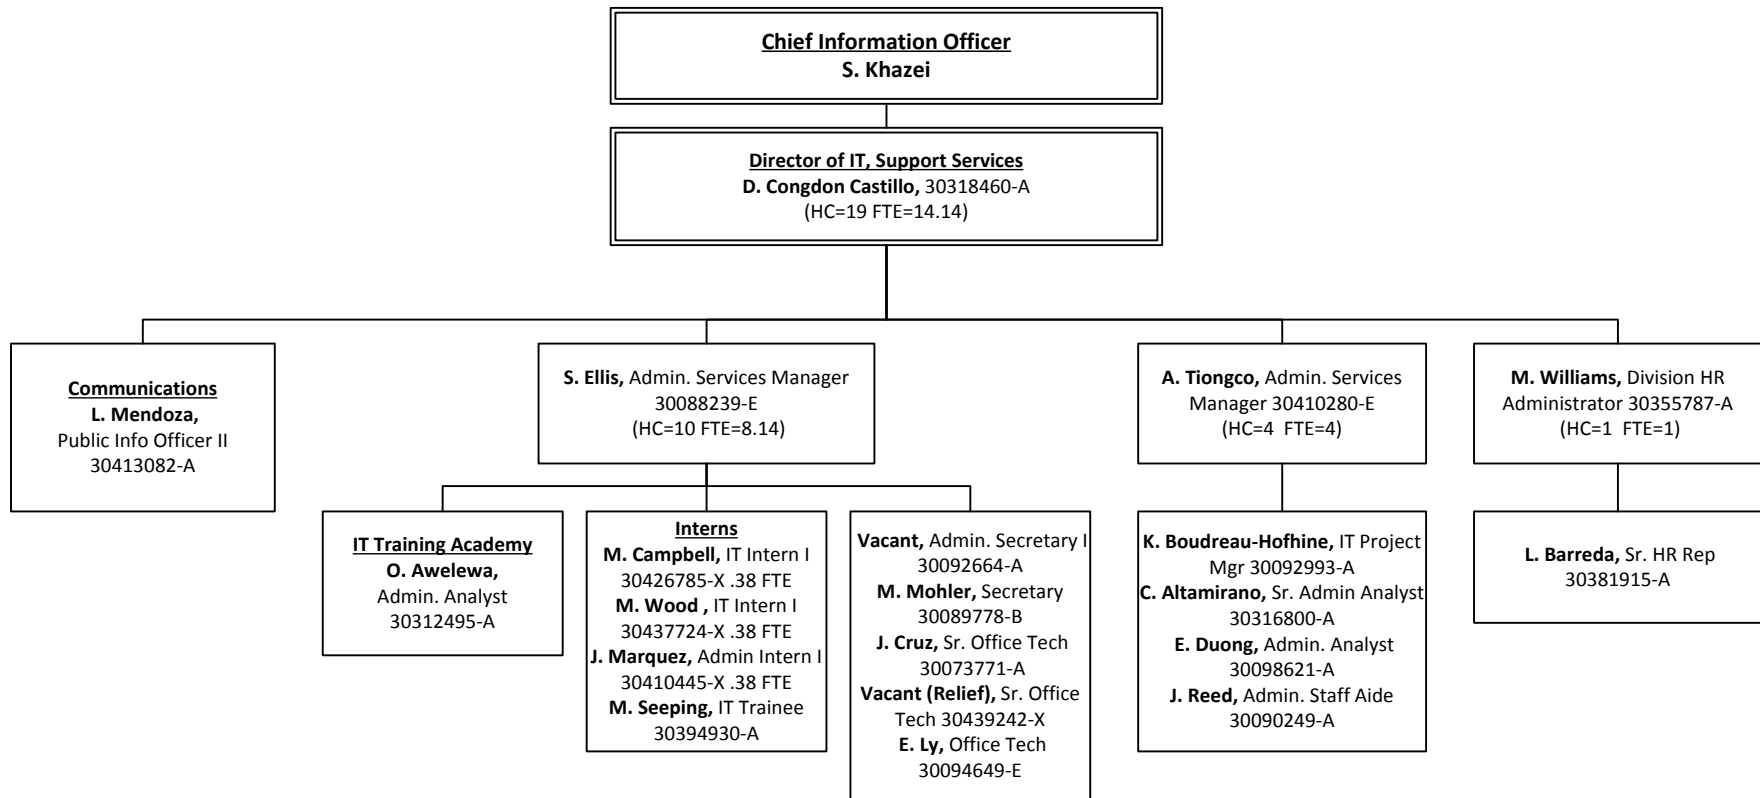 Chief Information Officer
S. Khazei
Director of IT, Support Services
D. Congdon Castillo, 30318460-A
(HC=19 FTE=14.14)
Communications
L. Mendoza,
Public Info Officer II
30413082-A
S. Ellis, Admin. Services Manager
30088239-E
(HC=10 FTE=8.14)
A. Tiongco, Admin. Services
Manager 30410280-E
(HC=4 FTE=4)
M. Williams, Division HR
Administrator 30355787-A
(HC=1 FTE=1)
IT Training Academy
O. Awelewa,
Admin. Analyst
30312495-A
Interns
M. Campbell, IT Intern I
30426785-X .38 FTE
M. Wood , IT Intern I
30437724-X .38 FTE
J. Marquez, Admin Intern I
30410445-X .38 FTE
M. Seeping, IT Trainee
30394930-A
Vacant, Admin. Secretary I
30092664-A
M. Mohler, Secretary
30089778-B
J. Cruz, Sr. Office Tech
30073771-A
Vacant (Relief), Sr. Office
Tech 30439242-X
E. Ly, Office Tech
30094649-E
K. Boudreau-Hofhine, IT Project
Mgr 30092993-A
C. Altamirano, Sr. Admin Analyst
30316800-A
E. Duong, Admin. Analyst
30098621-A
J. Reed, Admin. Staff Aide
30090249-A
L. Barreda, Sr. HR Rep
30381915-A